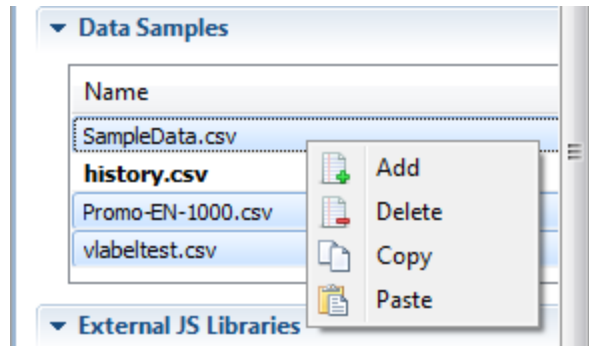 Data Samples
Name
SampleData.csv
history.csv
Promo-EN-1000.csv
vlabeltest.csv
Add
Delete
Copy
Paste
External JS Libraries